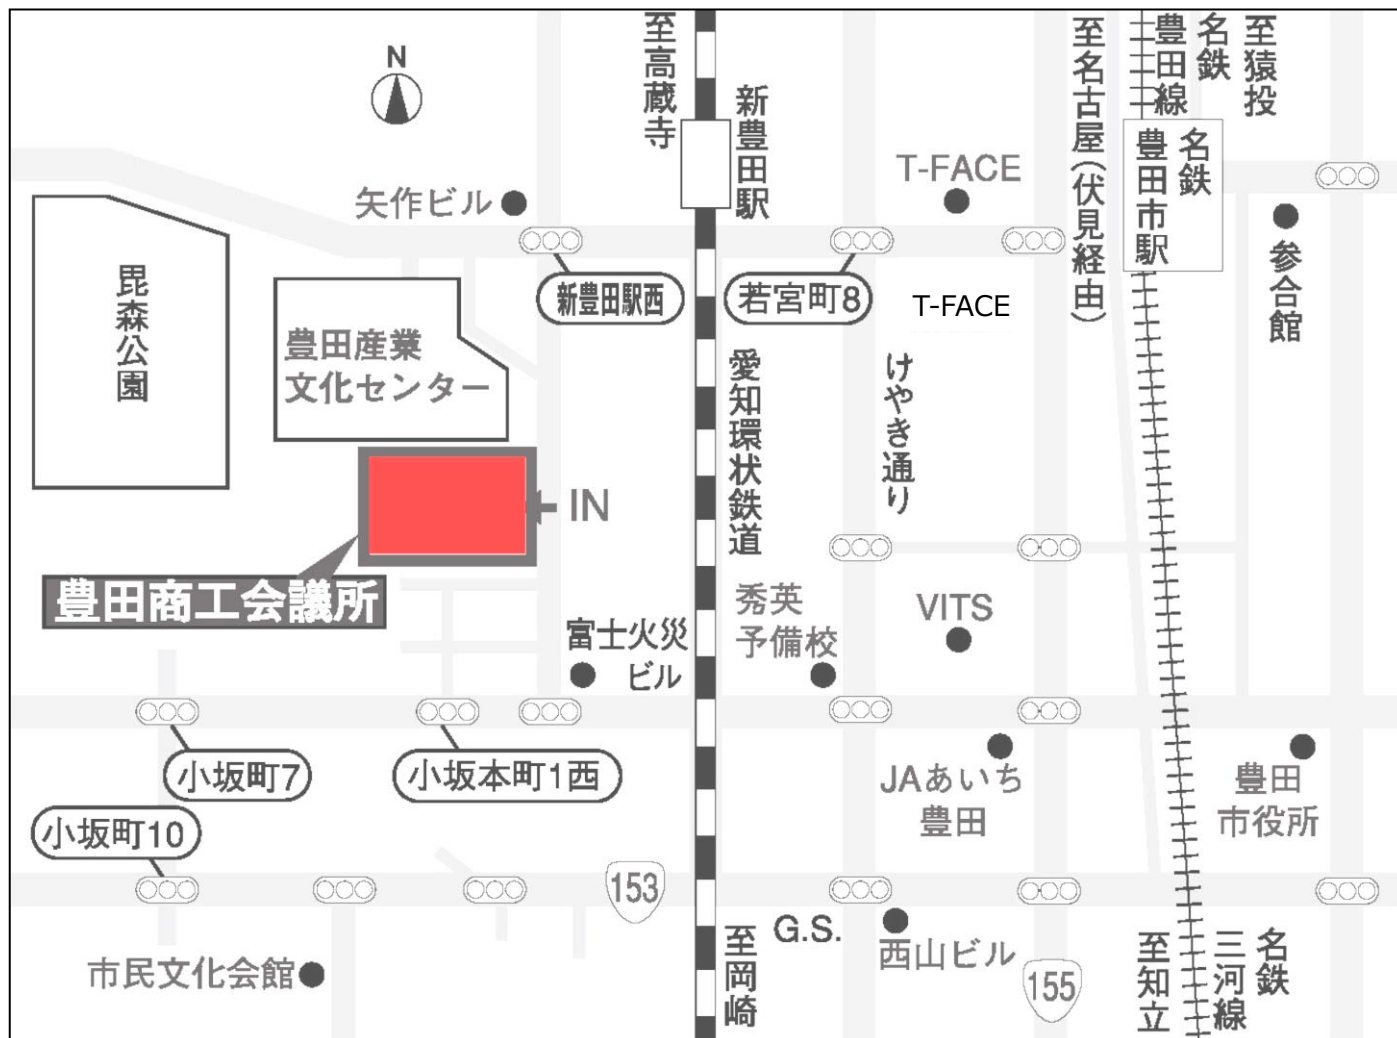 N
至高蔵寺
新豊田駅
至名古屋(伏見経由)
名鉄
豊田線
至猿投
名鉄
豊田市駅
矢作ビル
T-FACE
参合館
毘森公園
新豊田駅西
若宮町8
T-FACE
豊田産業
文化センター
愛知環状鉄道
けやき通り
IN
豊田商工会議所
富士火災
ビル
秀英
予備校
VITS
小坂町7
小坂本町1西
JAあいち
豊田
豊田
市役所
小坂町10
153
G.S.
西山ビル
市民文化会館
至岡崎
155
名鉄
三河線
至知立